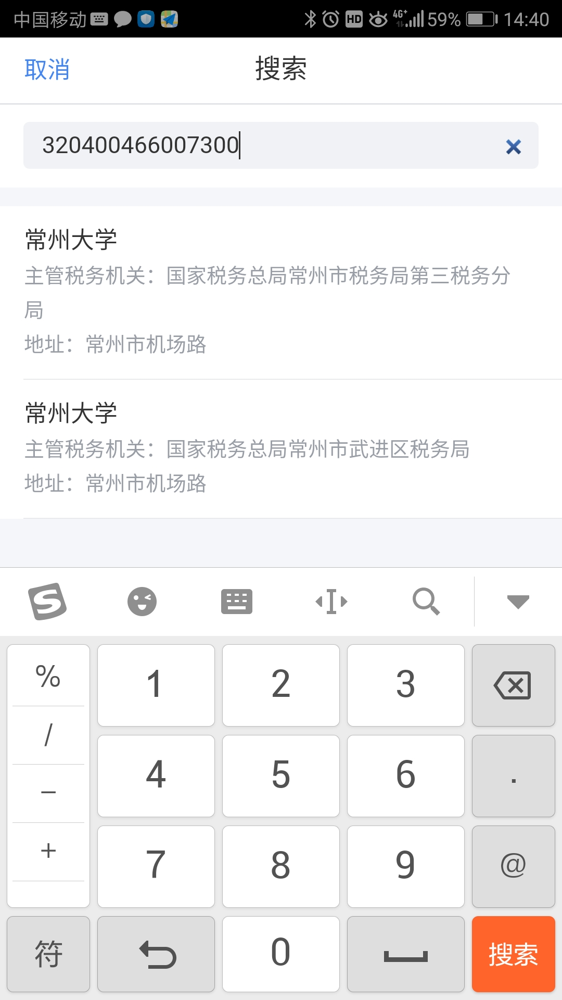 中国移动 HD 4G+ 59% 14:40
取消 搜索
320400466007300
常州大学
主管税务机关：国家税务总局常州市税务局第三税务分
局
地址：常州市机场路
常州大学
主管税务机关：国家税务总局常州市武进区税务局
地址：常州市机场路
% 1 2 3
/ 4 5 6 .
- 7 8 9 @
+
符 0 搜索